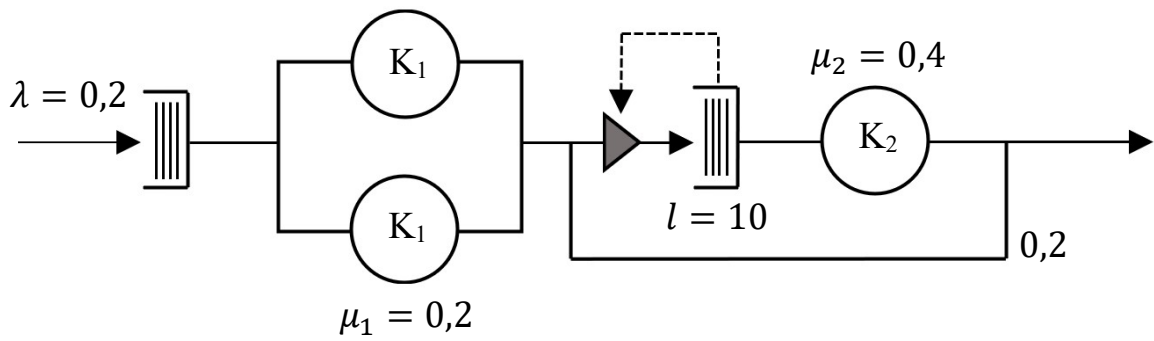 λ = 0,2
K₁
K₁
μ₁ = 0,2
l = 10
μ₂ = 0,4
K₂
0,2